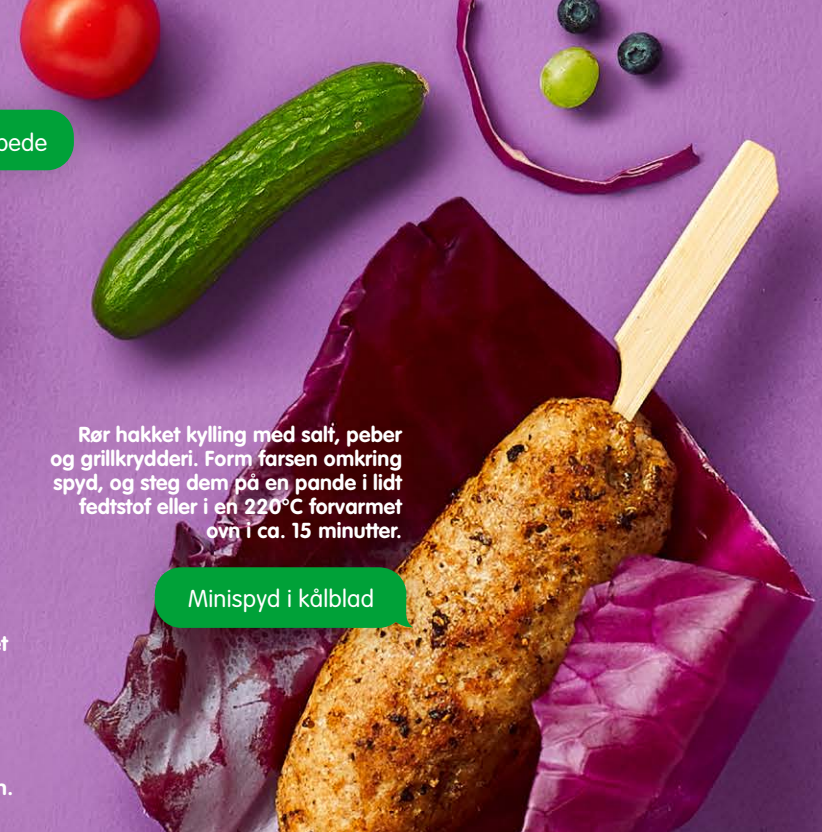 Rør hakket kylling med salt, peber
og grillkrydderi. Form farsen omkring
spyd, og steg dem på en pande i lidt
fedtstof eller i en 220°C forvarmet
ovn i ca. 15 minutter.
Minispyd i kålblad